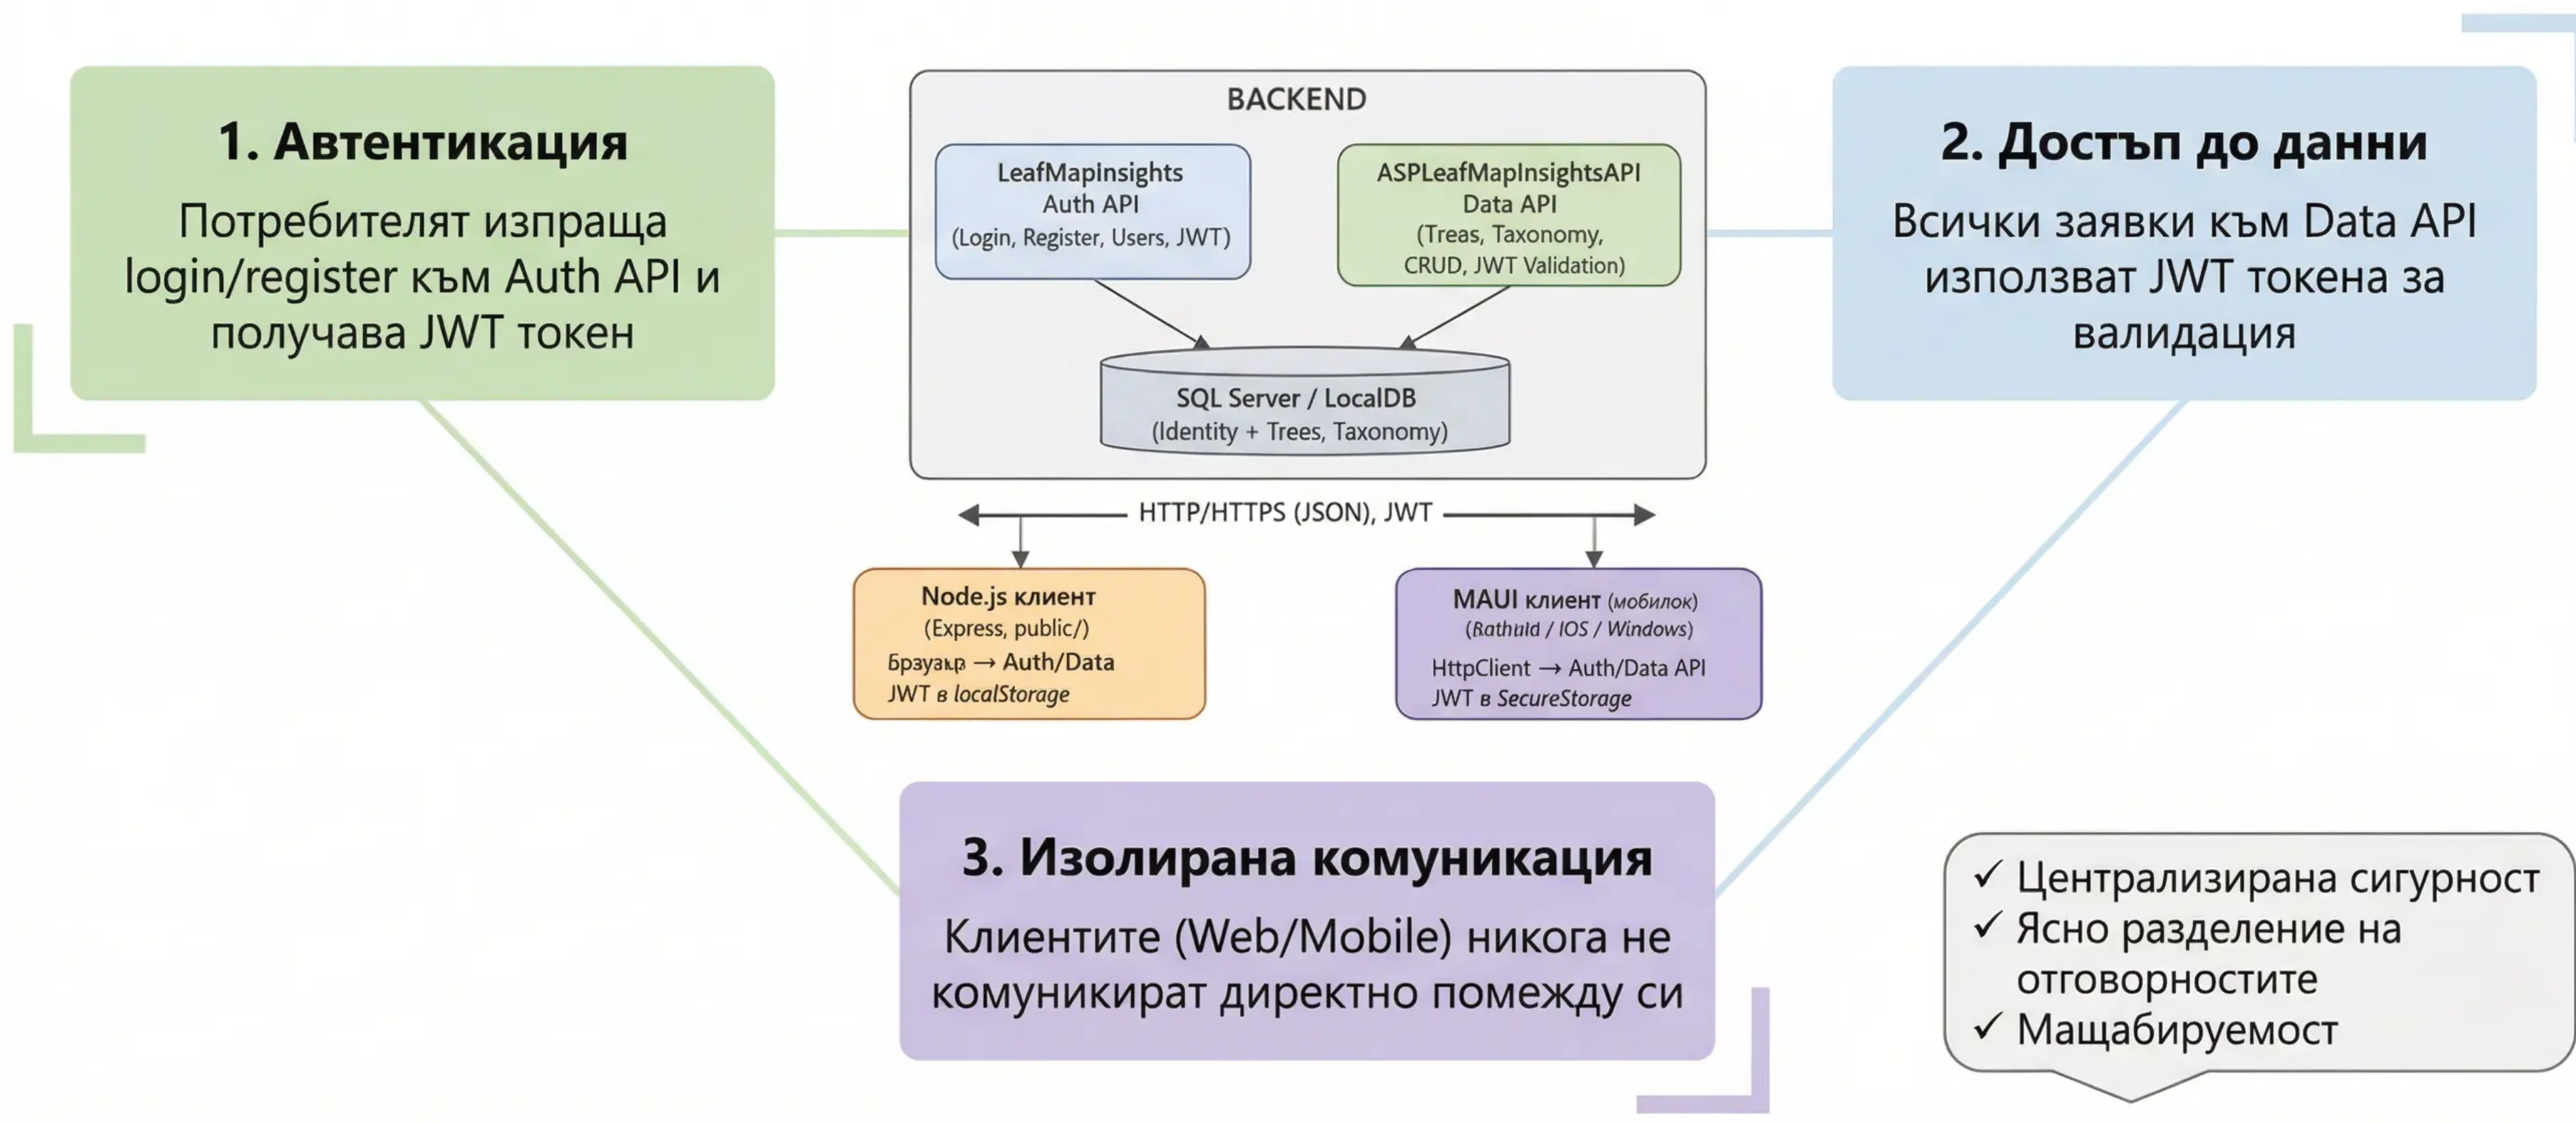 1. Автентикация
Потребителят изпраща
login/register към Auth API и
получава JWT токен
BACKEND
LeafMapInsights
Auth API
(Login, Register, Users, JWT)
ASPLeafMapInsightsAPI
Data API
(Treas, Taxonomy,
CRUD, JWT Validation)
SQL Server / LocalDB
(Identity + Trees, Taxonomy)
2. Достъп до данни
Всички заявки към Data API
използват JWT токена за
валидация
HTTP/HTTPS (JSON), JWT
Node.js клиент
(Express, public/)
→ Auth/Data
JWT в localStorage
MAUI клиент (мобилок)
/ IOS / Windows)
HttpClient → Auth/Data API
JWT в SecureStorage
3. Изолирана комуникация
Клиентите (Web/Mobile) никога не
комуникират директно помежду си
✓ Централизирана сигурност
✓ Ясно разделение на
отговорностите
✓ Мащабируемост